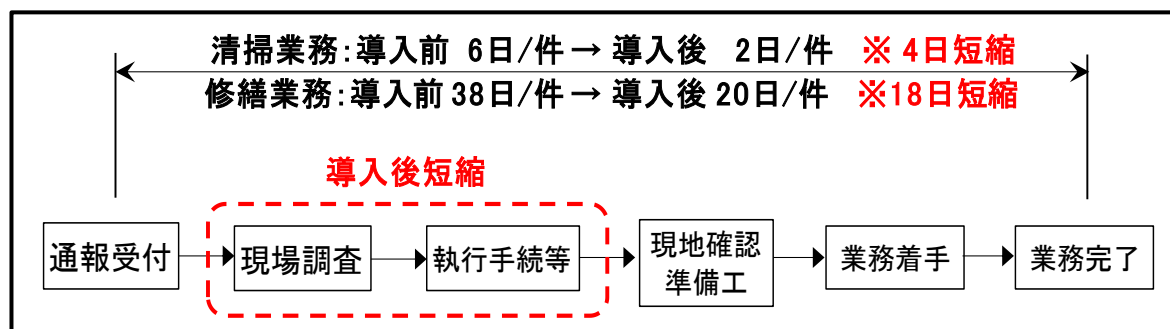 清掃業務:導入前 6日/件 → 導入後 2日/件 ※ 4日短縮
修繕業務:導入前 38日/件 → 導入後 20日/件 ※18日短縮
導入後短縮
通報受付
現場調査
執行手続等
現地確認
準備工
業務着手
業務完了